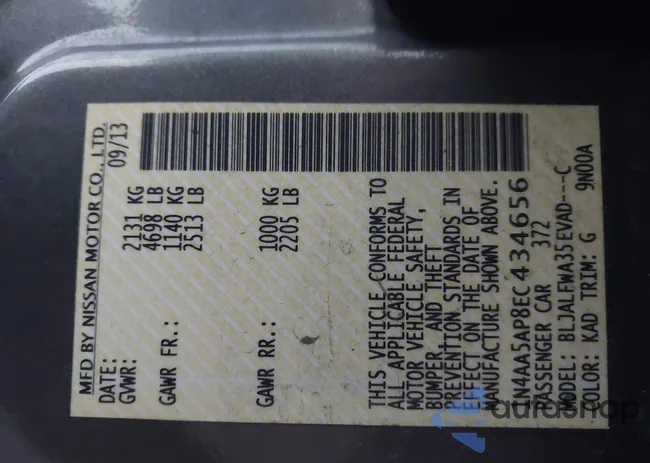 MFD BY NISSAN MOTOR CO., LTD.
DATE: 09/13
GVWR: 2131 KG
4698 LB
GAWR FR.: 1140 KG
2513 LB
GAWR RR.: 1000 KG
2205 LB
THIS VEHICLE CONFORMS TO
ALL APPLICABLE FEDERAL
MOTOR VEHICLE SAFETY,
BUMPER, AND THEFT
PREVENTION STANDARDS IN
EFFECT ON THE DATE OF
MANUFACTURE SHOWN ABOVE.
1N4AA5AP8EC434656
PASSENGER CAR 372
MODEL: BLJALFWA35EVAD---C
COLOR: KAD TRIM: G 9N00A
aurasnap